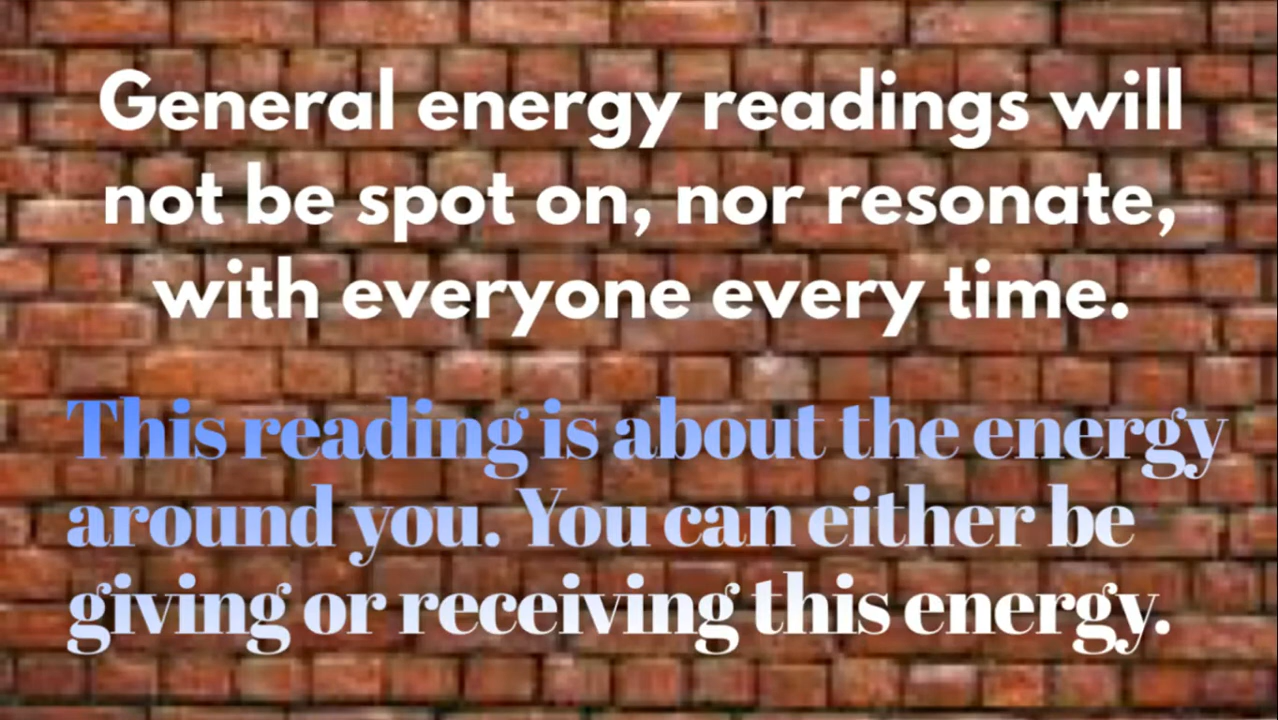 General energy readings will
not be spot on, nor resonate,
with everyone every time.
This reading is about the energy
around you. You can either be
giving or receiving this energy.